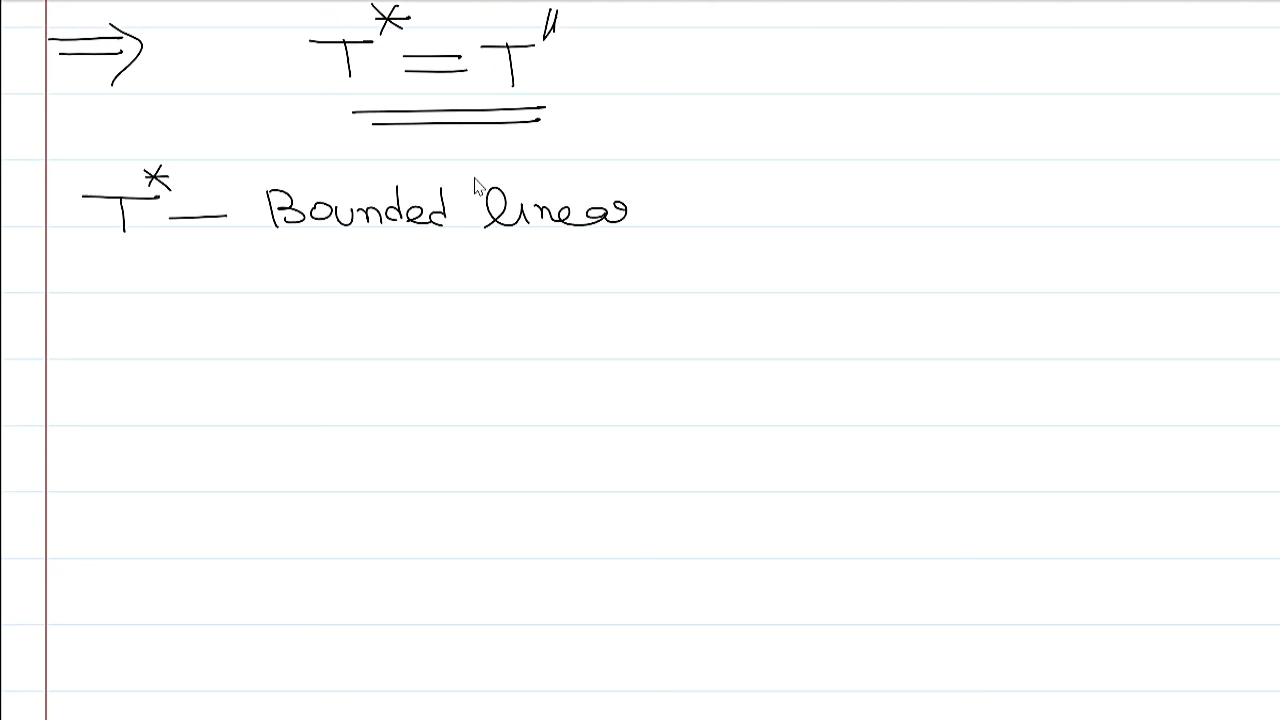 ⇒ T* = T"
T* — Bounded linear